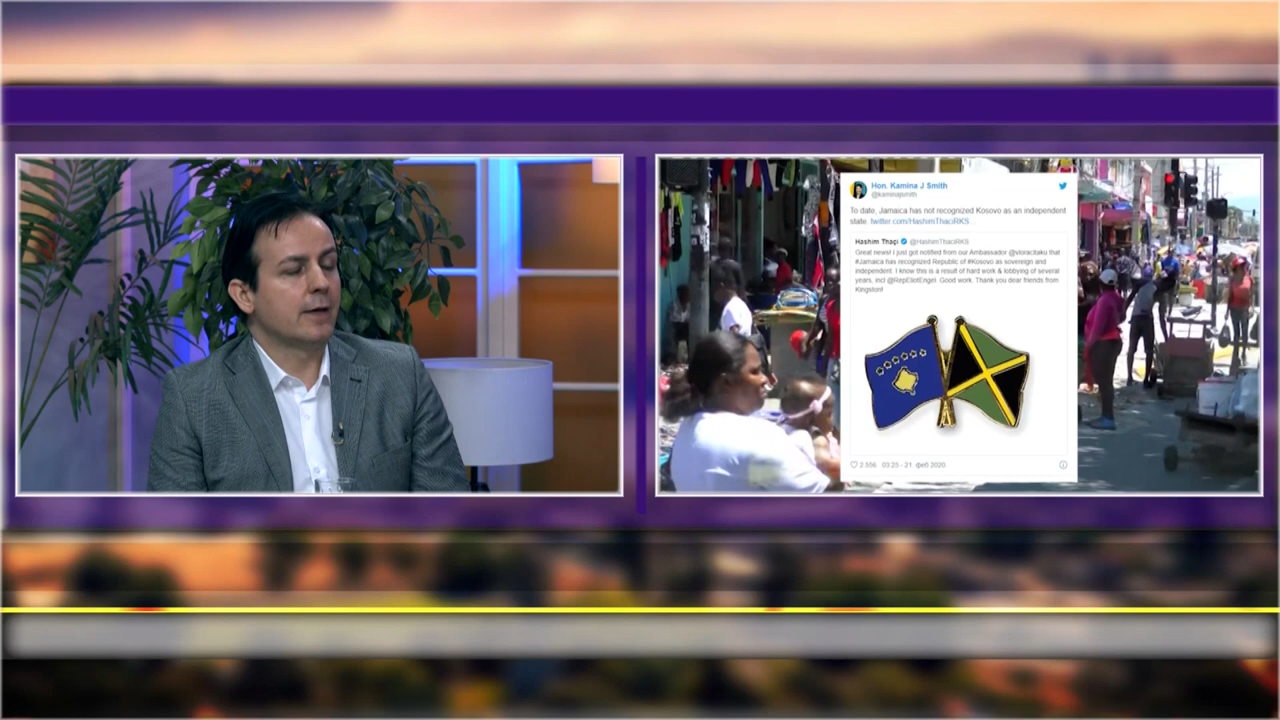 Hon. Kamina J Smith
@kaminajsmith
To date, Jamaica has not recognized Kosovo as an independent
state. twitter.com/HashimThaciRKS...
Hashim Thaçi @HashimThaciRKS
Great news! I just got notified from our Ambassador @vloracitaku that
#Jamaica has recognized Republic of #Kosovo as sovereign and
independent. I know this is a result of hard work & lobbying of several
years, incl @RepEliotEngel. Good work. Thank you dear friends from
Kingston!
2.556 03:25 - 21. феб 2020.